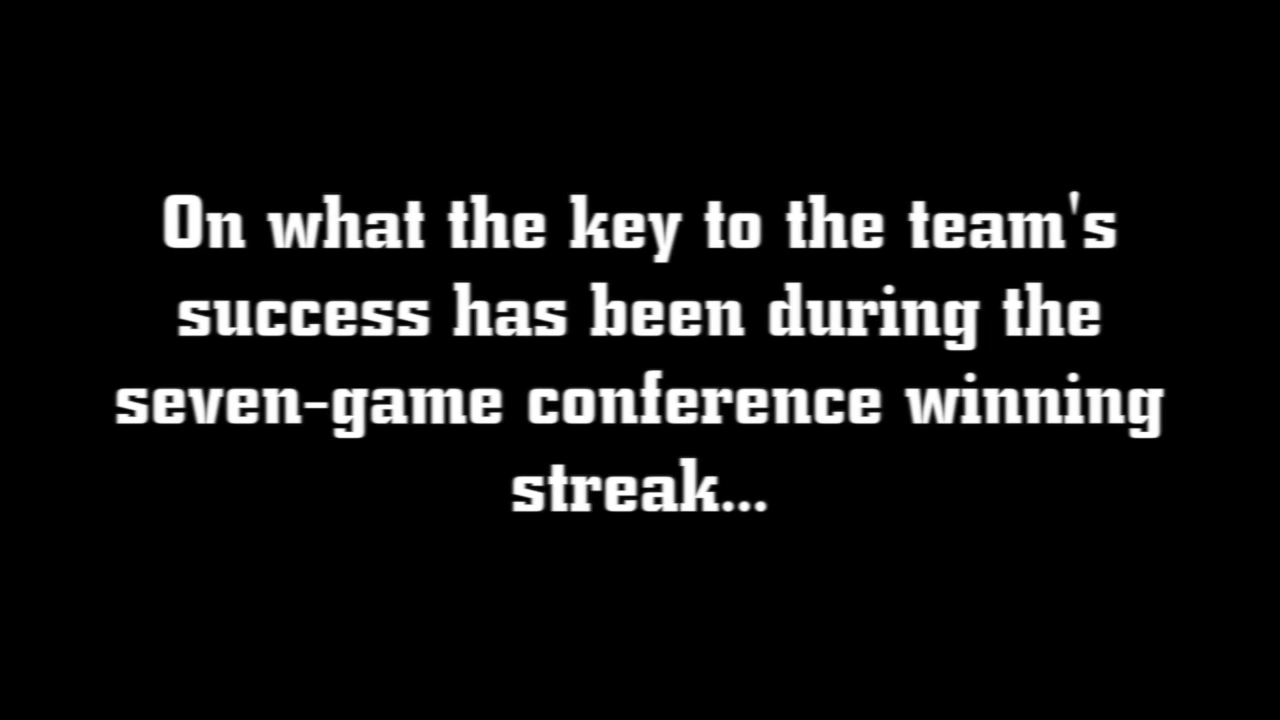 On what the key to the team's
success has been during the
seven-game conference winning
streak...